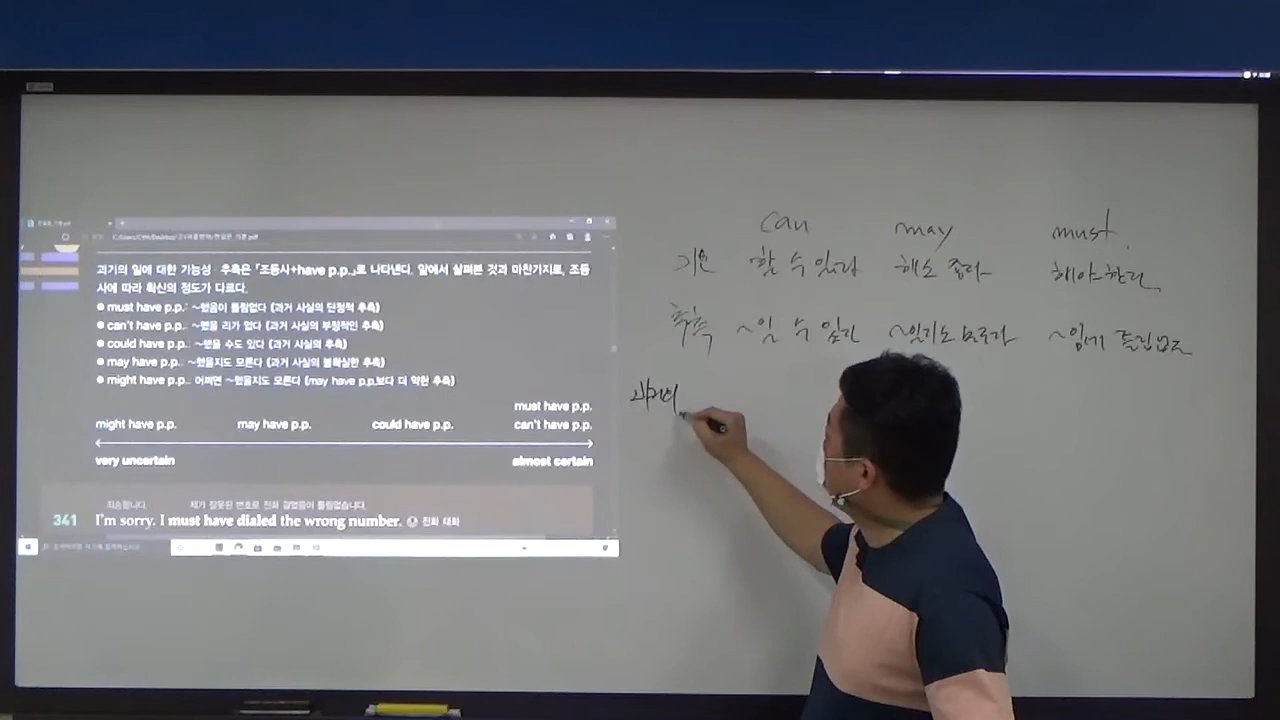 과거의 일에 대한 가능성·추측은 「조동사+have p.p.」로 나타낸다. 앞에서 살펴본 것과 마찬가지로, 조동
사에 따라 확신의 정도가 다르다.
● must have p.p.: ~했음이 틀림없다 (과거 사실의 단정적 추측)
● can't have p.p.: ~했을 리가 없다 (과거 사실의 부정적인 추측)
● could have p.p.: ~했을 수도 있다 (과거 사실의 추측)
● may have p.p.: ~했을지도 모른다 (과거 사실의 불확실한 추측)
● might have p.p.: 어쩌면 ~했을지도 모른다 (may have p.p.보다 더 약한 추측)
must have p.p.
might have p.p. may have p.p. could have p.p. can't have p.p.
very uncertain almost certain
죄송합니다. 제가 잘못된 번호로 전화 걸었음이 틀림없습니다.
341 I'm sorry. I must have dialed the wrong number. 전화 대화
can may must
기본 할 수 있다 해도 좋다 해야 한다
추측 ~일 수 있다 ~일지도 모른다 ~임에 틀림없다
과거의